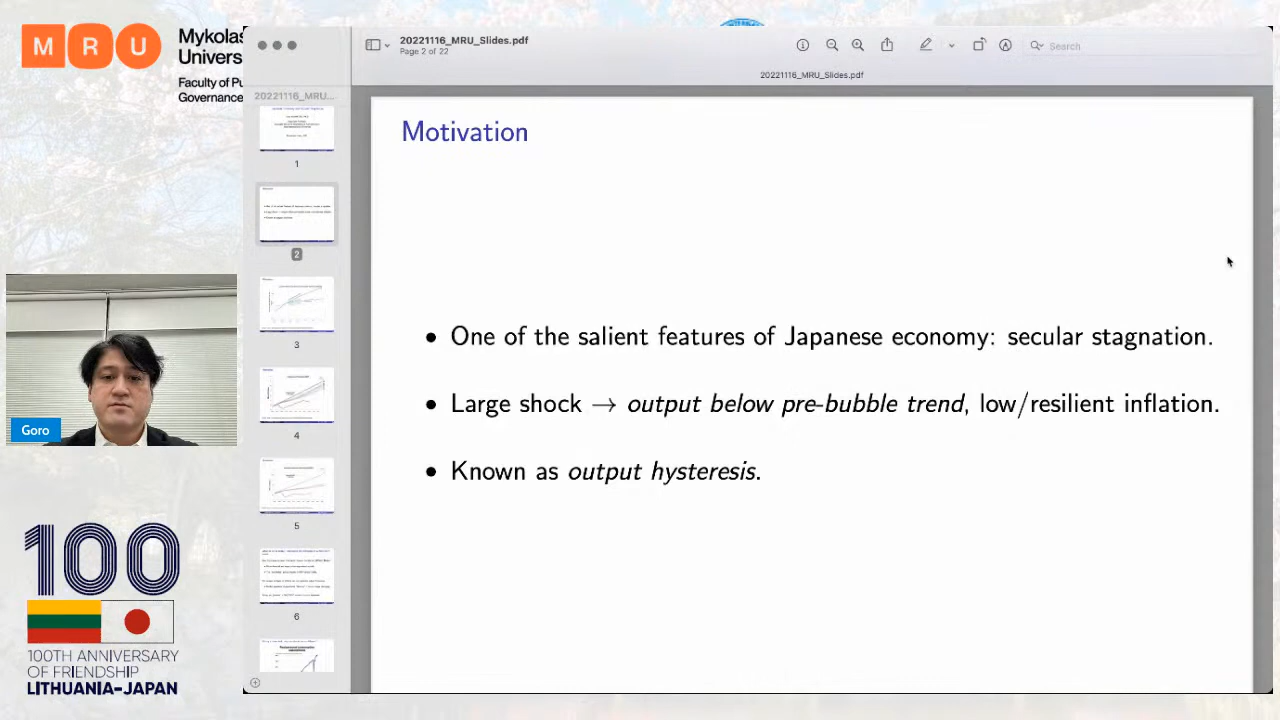 MRU
Mykolas
Univers
Faculty of Pu
Governance
20221116_MRU_Slides.pdf
Page 2 of 22
Search
20221116_MRU_Slides.pdf
20221116_MRU...
1
2
3
4
5
6
Motivation
• One of the salient features of Japanese economy: secular stagnation.
• Large shock → output below pre-bubble trend, low/resilient inflation.
• Known as output hysteresis.
Goro
100
100TH ANNIVERSARY
OF FRIENDSHIP
LITHUANIA-JAPAN